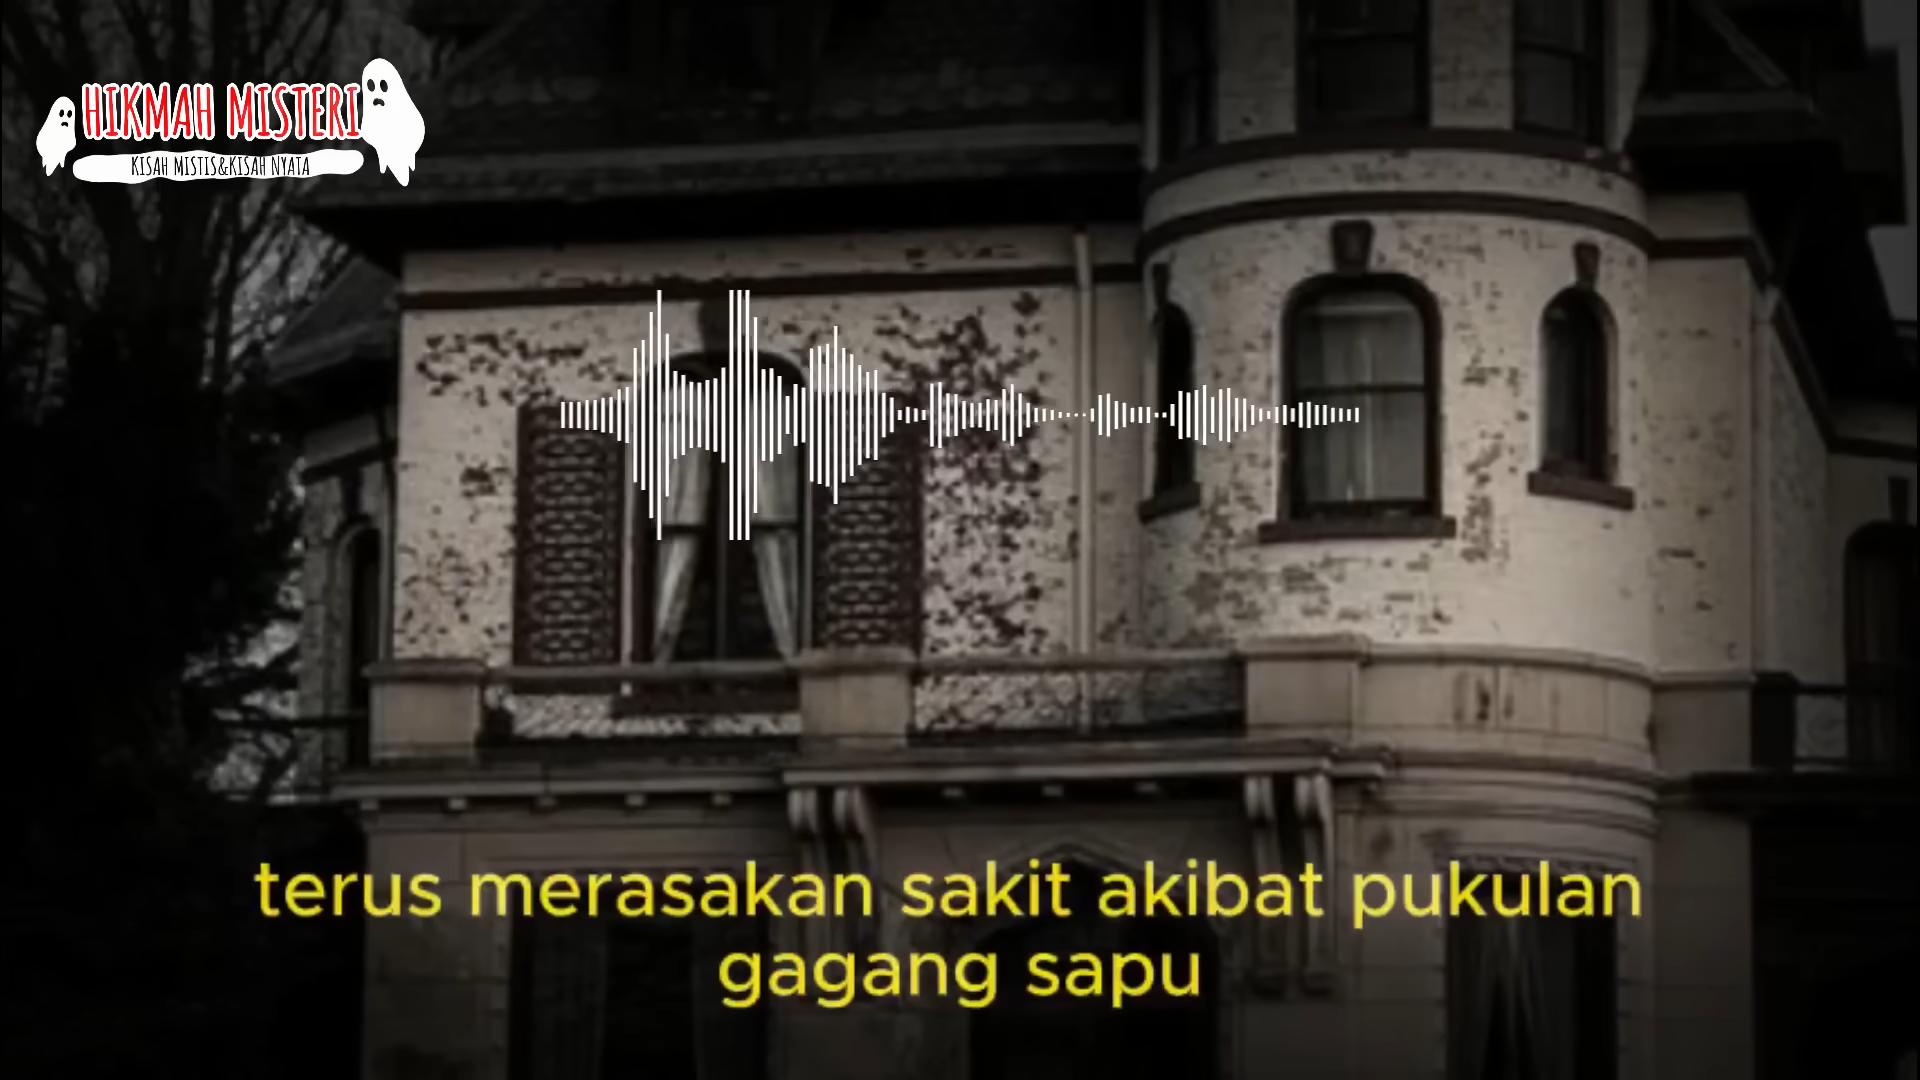 HIKMAH MISTERI
KISAH MISTIS&KISAH NYATA
terus merasakan sakit akibat pukulan
gagang sapu